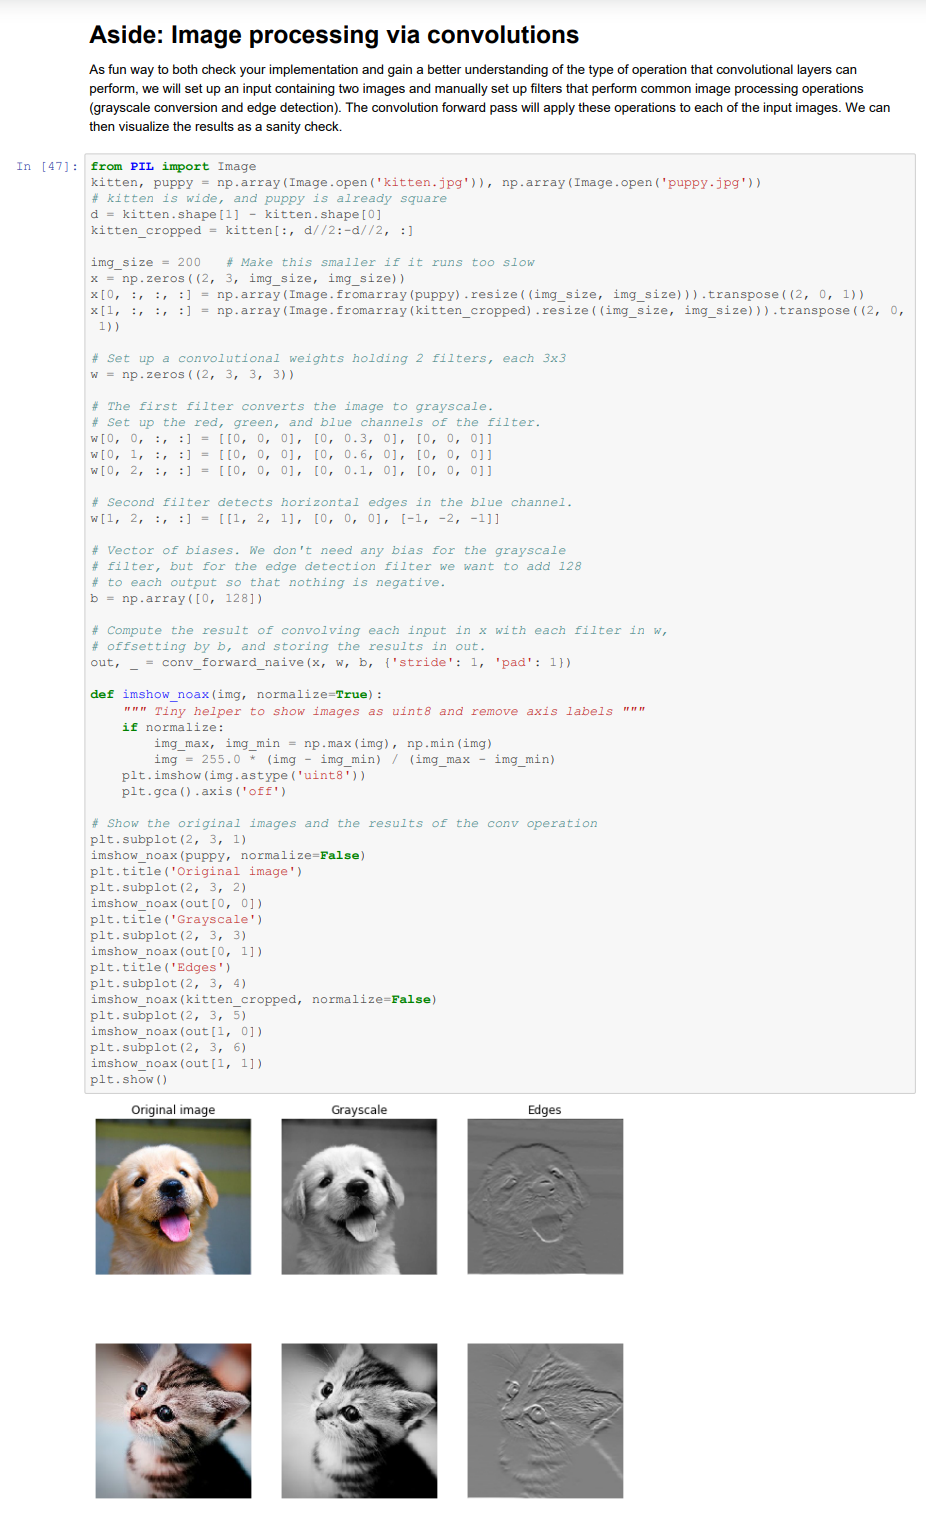 Aside: Image processing via convolutions
As fun way to both check your implementation and gain a better understanding of the type of operation that convolutional layers can
perform, we will set up an input containing two images and manually set up filters that perform common image processing operations
(grayscale conversion and edge detection). The convolution forward pass will apply these operations to each of the input images. We can
then visualize the results as a sanity check.
In [47]: from PIL import Image
kitten, puppy = np.array(Image.open('kitten.jpg')), np.array(Image.open('puppy.jpg'))
# kitten is wide, and puppy is already square
d = kitten.shape[1] - kitten.shape[0]
kitten_cropped = kitten[:, d//2:-d//2, :]

img_size = 200   # Make this smaller if it runs too slow
x = np.zeros((2, 3, img_size, img_size))
x[0, :, :, :] = np.array(Image.fromarray(puppy).resize((img_size, img_size))).transpose((2, 0, 1))
x[1, :, :, :] = np.array(Image.fromarray(kitten_cropped).resize((img_size, img_size))).transpose((2, 0,
 1))

# Set up a convolutional weights holding 2 filters, each 3x3
w = np.zeros((2, 3, 3, 3))

# The first filter converts the image to grayscale.
# Set up the red, green, and blue channels of the filter.
w[0, 0, :, :] = [[0, 0, 0], [0, 0.3, 0], [0, 0, 0]]
w[0, 1, :, :] = [[0, 0, 0], [0, 0.6, 0], [0, 0, 0]]
w[0, 2, :, :] = [[0, 0, 0], [0, 0.1, 0], [0, 0, 0]]

# Second filter detects horizontal edges in the blue channel.
w[1, 2, :, :] = [[1, 2, 1], [0, 0, 0], [-1, -2, -1]]

# Vector of biases. We don't need any bias for the grayscale
# filter, but for the edge detection filter we want to add 128
# to each output so that nothing is negative.
b = np.array([0, 128])

# Compute the result of convolving each input in x with each filter in w,
# offsetting by b, and storing the results in out.
out, _ = conv_forward_naive(x, w, b, {'stride': 1, 'pad': 1})

def imshow_noax(img, normalize=True):
    """ Tiny helper to show images as uint8 and remove axis labels """
    if normalize:
        img_max, img_min = np.max(img), np.min(img)
        img = 255.0 * (img - img_min) / (img_max - img_min)
    plt.imshow(img.astype('uint8'))
    plt.gca().axis('off')

# Show the original images and the results of the conv operation
plt.subplot(2, 3, 1)
imshow_noax(puppy, normalize=False)
plt.title('Original image')
plt.subplot(2, 3, 2)
imshow_noax(out[0, 0])
plt.title('Grayscale')
plt.subplot(2, 3, 3)
imshow_noax(out[0, 1])
plt.title('Edges')
plt.subplot(2, 3, 4)
imshow_noax(kitten_cropped, normalize=False)
plt.subplot(2, 3, 5)
imshow_noax(out[1, 0])
plt.subplot(2, 3, 6)
imshow_noax(out[1, 1])
plt.show()
Original image Grayscale Edges